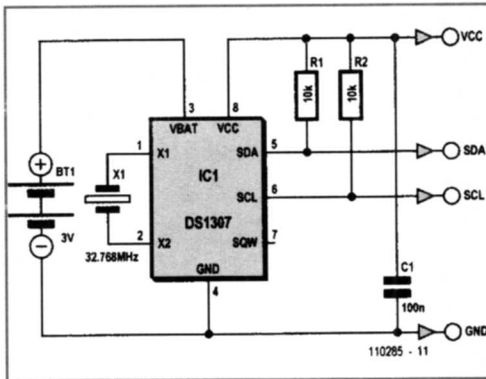 VCC
R1
R2
10k
10k
3
8
VBAT
VCC
1
X1
5
SDA
SDA
BT1
X1
IC1
6
SCL
SCL
DS1307
2
X2
7
SQW
3V
32.768MHz
GND
4
C1
100n
GND
110285 - 11